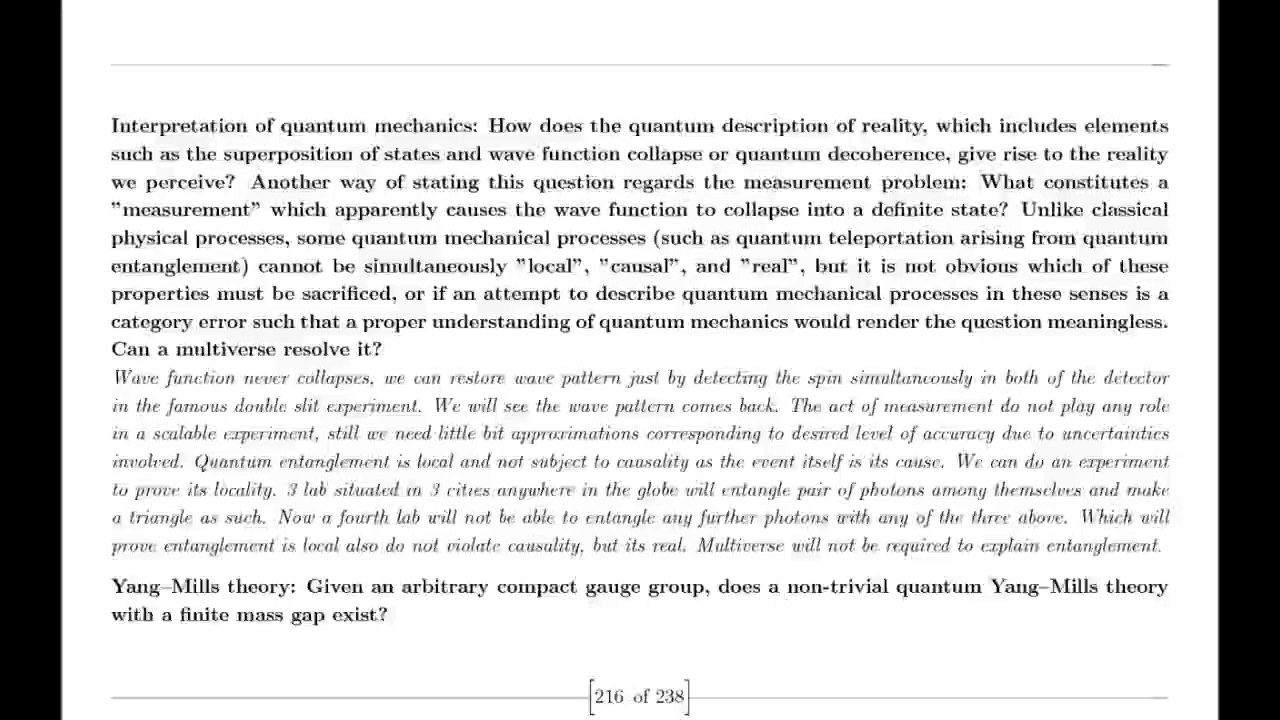 Interpretation of quantum mechanics: How does the quantum description of reality, which includes elements
such as the superposition of states and wave function collapse or quantum decoherence, give rise to the reality
we perceive? Another way of stating this question regards the measurement problem: What constitutes a
”measurement” which apparently causes the wave function to collapse into a definite state? Unlike classical
physical processes, some quantum mechanical processes (such as quantum teleportation arising from quantum
entanglement) cannot be simultaneously ”local”, ”causal”, and ”real”, but it is not obvious which of these
properties must be sacrificed, or if an attempt to describe quantum mechanical processes in these senses is a
category error such that a proper understanding of quantum mechanics would render the question meaningless.
Can a multiverse resolve it?
Wave function never collapses, we can restore wave pattern just by detecting the spin simultaneously in both of the detector
in the famous double slit experiment. We will see the wave pattern comes back. The act of measurement do not play any role
in a scalable experiment, still we need little bit approximations corresponding to desired level of accuracy due to uncertainties
involved. Quantum entanglement is local and not subject to causality as the event itself is its cause. We can do an experiment
to prove its locality. 3 lab situated in 3 cities anywhere in the globe will entangle pair of photons among themselves and make
a triangle as such. Now a fourth lab will not be able to entangle any further photons with any of the three above. Which will
prove entanglement is local also do not violate causality, but its real. Multiverse will not be required to explain entanglement.
Yang–Mills theory: Given an arbitrary compact gauge group, does a non-trivial quantum Yang–Mills theory
with a finite mass gap exist?
[216 of 238]